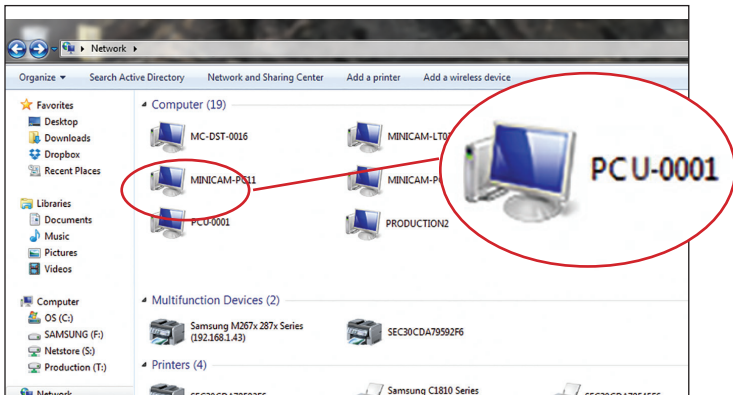 Network
Organize Search Active Directory Network and Sharing Center Add a printer Add a wireless device
Favorites
Desktop
Downloads
Dropbox
Recent Places
Libraries
Documents
Music
Pictures
Videos
Computer
OS (C:)
SAMSUNG (F:)
Netstore (S:)
Production (T:)
Network
Computer (19)
MC-DST-0016
MINICAM-PC11
PCU-0001
PRODUCTION2
PCU-0001
Multifunction Devices (2)
Samsung M267x 287x Series
(192.168.1.43)
SEC30CDA79592F6
Printers (4)
Samsung C1810 Series